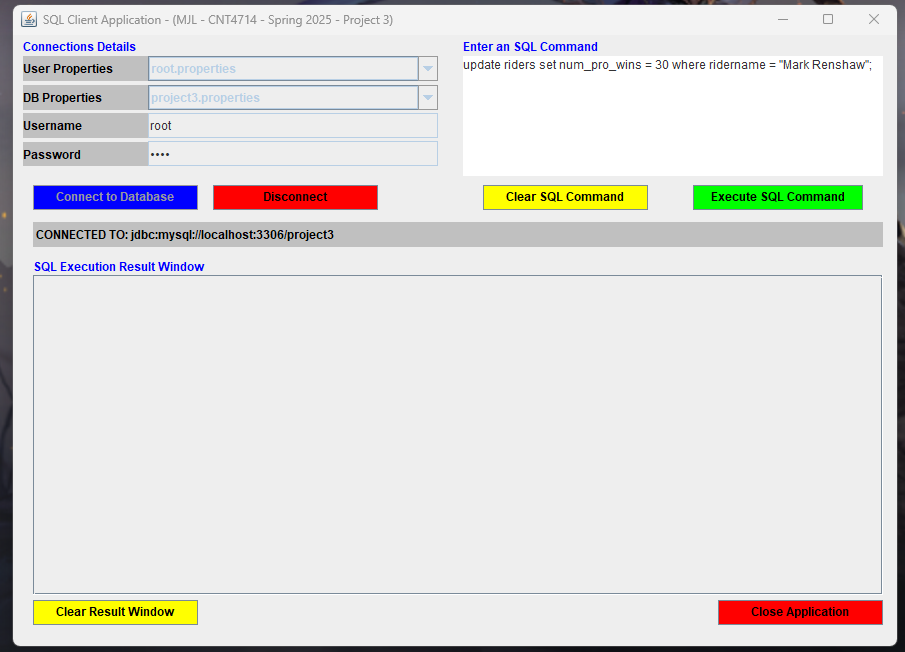 SQL Client Application - (MJL - CNT4714 - Spring 2025 - Project 3)
Connections Details
User Properties root.properties
DB Properties project3.properties
Username root
Password ••••
Connect to Database Disconnect
Enter an SQL Command
update riders set num_pro_wins = 30 where ridername = "Mark Renshaw";
Clear SQL Command Execute SQL Command
CONNECTED TO: jdbc:mysql://localhost:3306/project3
SQL Execution Result Window
Clear Result Window Close Application